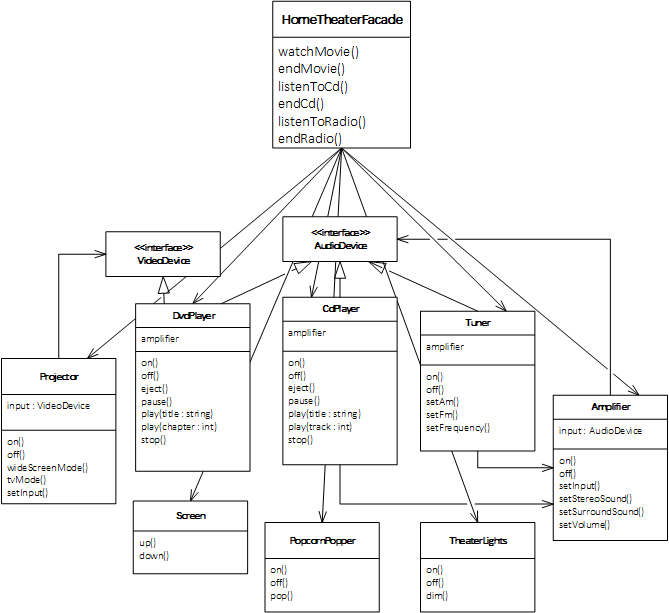 HomeTheaterFacade
watchMovie()
endMovie()
listenToCd()
endCd()
listenToRadio()
endRadio()
<<interface>>
VideoDevice
<<interface>>
AudioDevice
DvdPlayer
amplifier
on()
off()
eject()
pause()
play(title : string)
play(chapter : int)
stop()
CdPlayer
amplifier
on()
off()
eject()
pause()
play(title : string)
play(track : int)
stop()
Tuner
amplifier
on()
off()
setAm()
setFm()
setFrequency()
Projector
input : VideoDevice
on()
off()
wideScreenMode()
tvMode()
setInput()
Amplifier
input : AudioDevice
on()
off()
setInput()
setStereoSound()
setSurroundSound()
setVolume()
Screen
up()
down()
PopcornPopper
on()
off()
pop()
TheaterLights
on()
off()
dim()